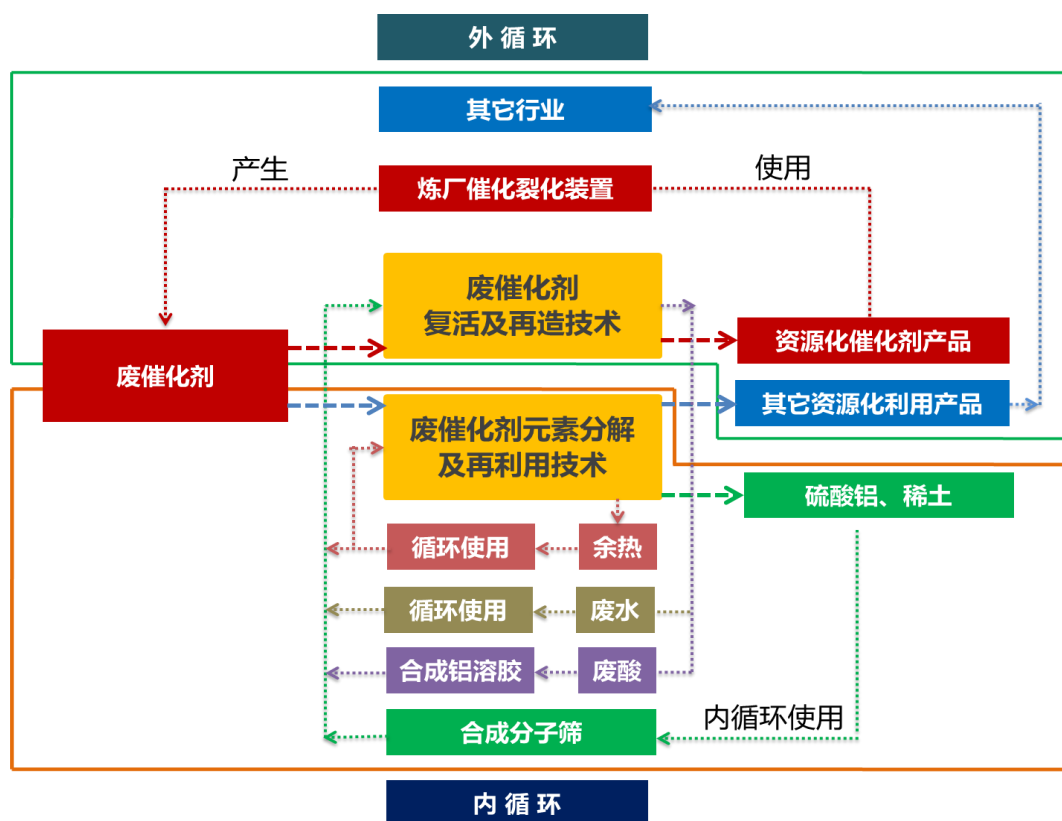 外循环
其它行业
产生
炼厂催化裂化装置
使用
废催化剂
复活及再造技术
资源化催化剂产品
废催化剂
其它资源化利用产品
废催化剂元素分解
及再利用技术
硫酸铝、稀土
循环使用
余热
循环使用
废水
合成铝溶胶
废酸
内循环使用
合成分子筛
内循环